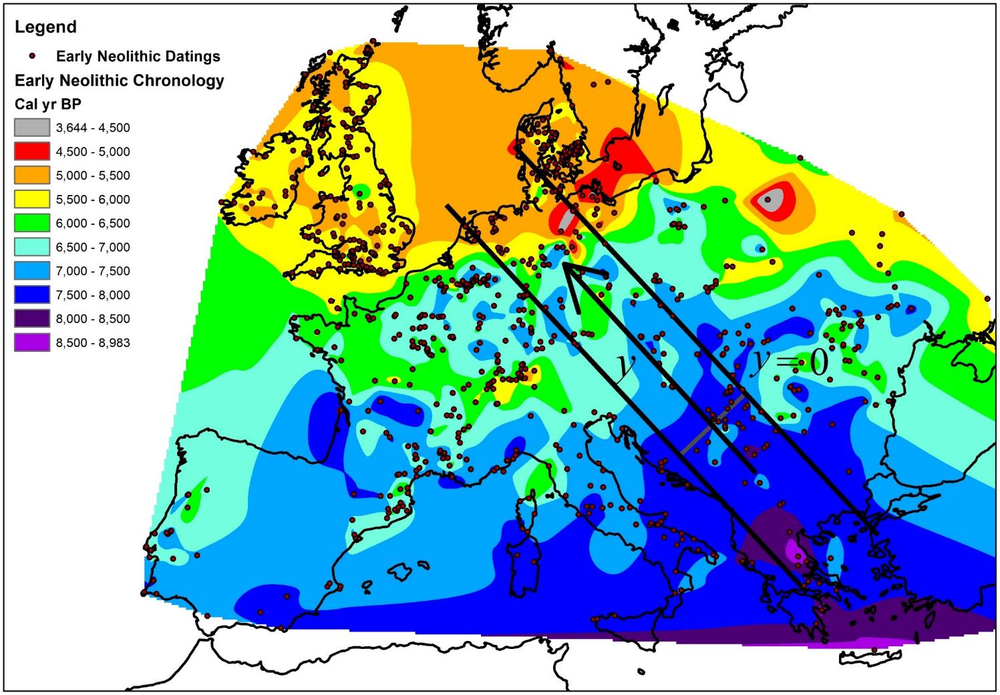 Legend
Early Neolithic Datings
Early Neolithic Chronology
Cal yr BP
3,644 - 4,500
4,500 - 5,000
5,000 - 5,500
5,500 - 6,000
6,000 - 6,500
6,500 - 7,000
7,000 - 7,500
7,500 - 8,000
8,000 - 8,500
8,500 - 8,983
y
y = 0